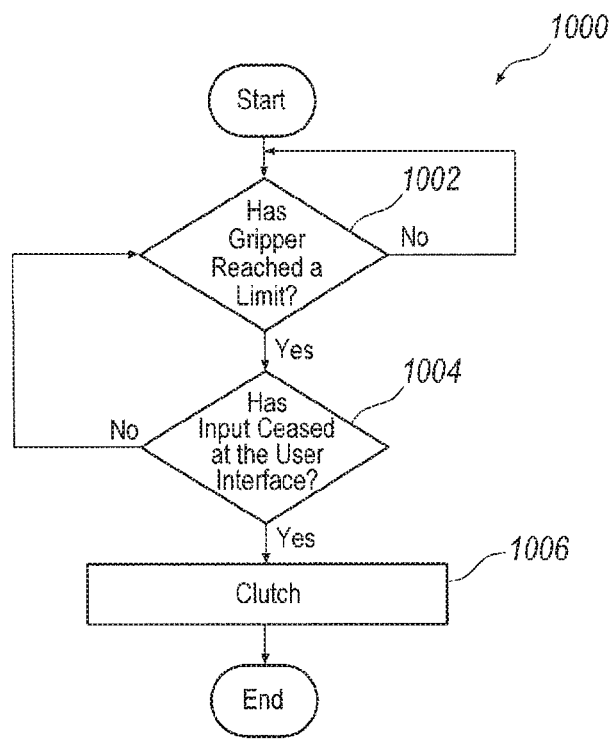 1000
Start
1002
Has
Gripper
Reached a
Limit?
No
Yes
1004
Has
Input Ceased
at the User
Interface?
No
Yes
1006
Clutch
End